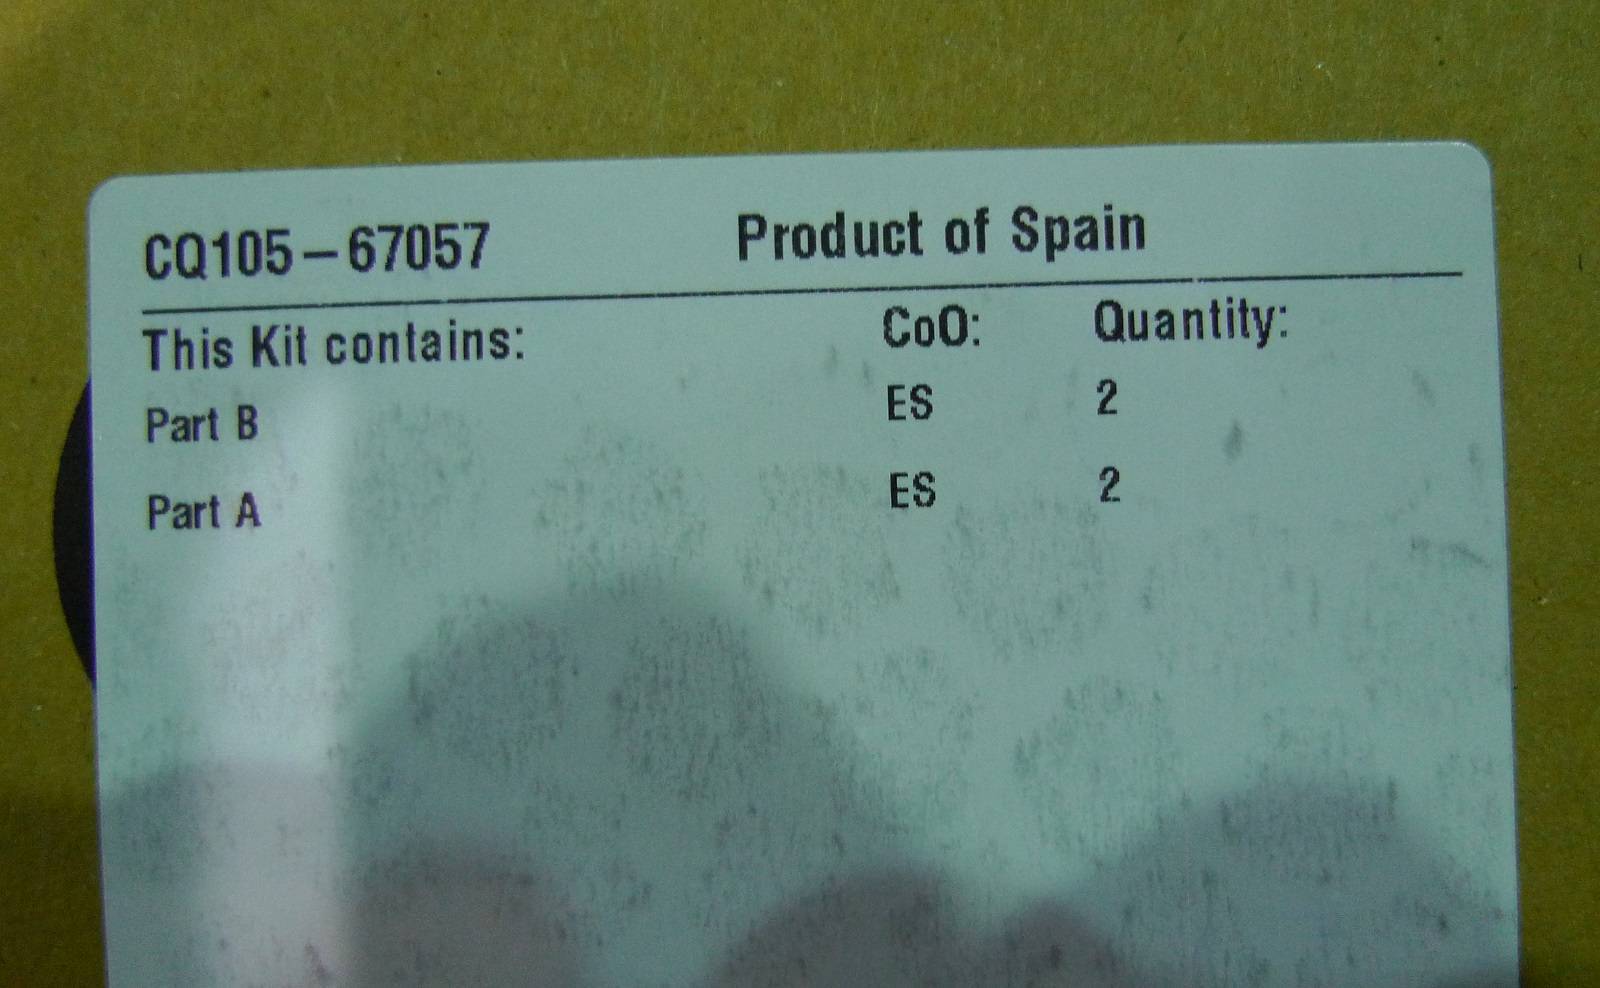 CQ105-67057 Product of Spain
This Kit contains: CoO: Quantity:
Part B ES 2
Part A ES 2